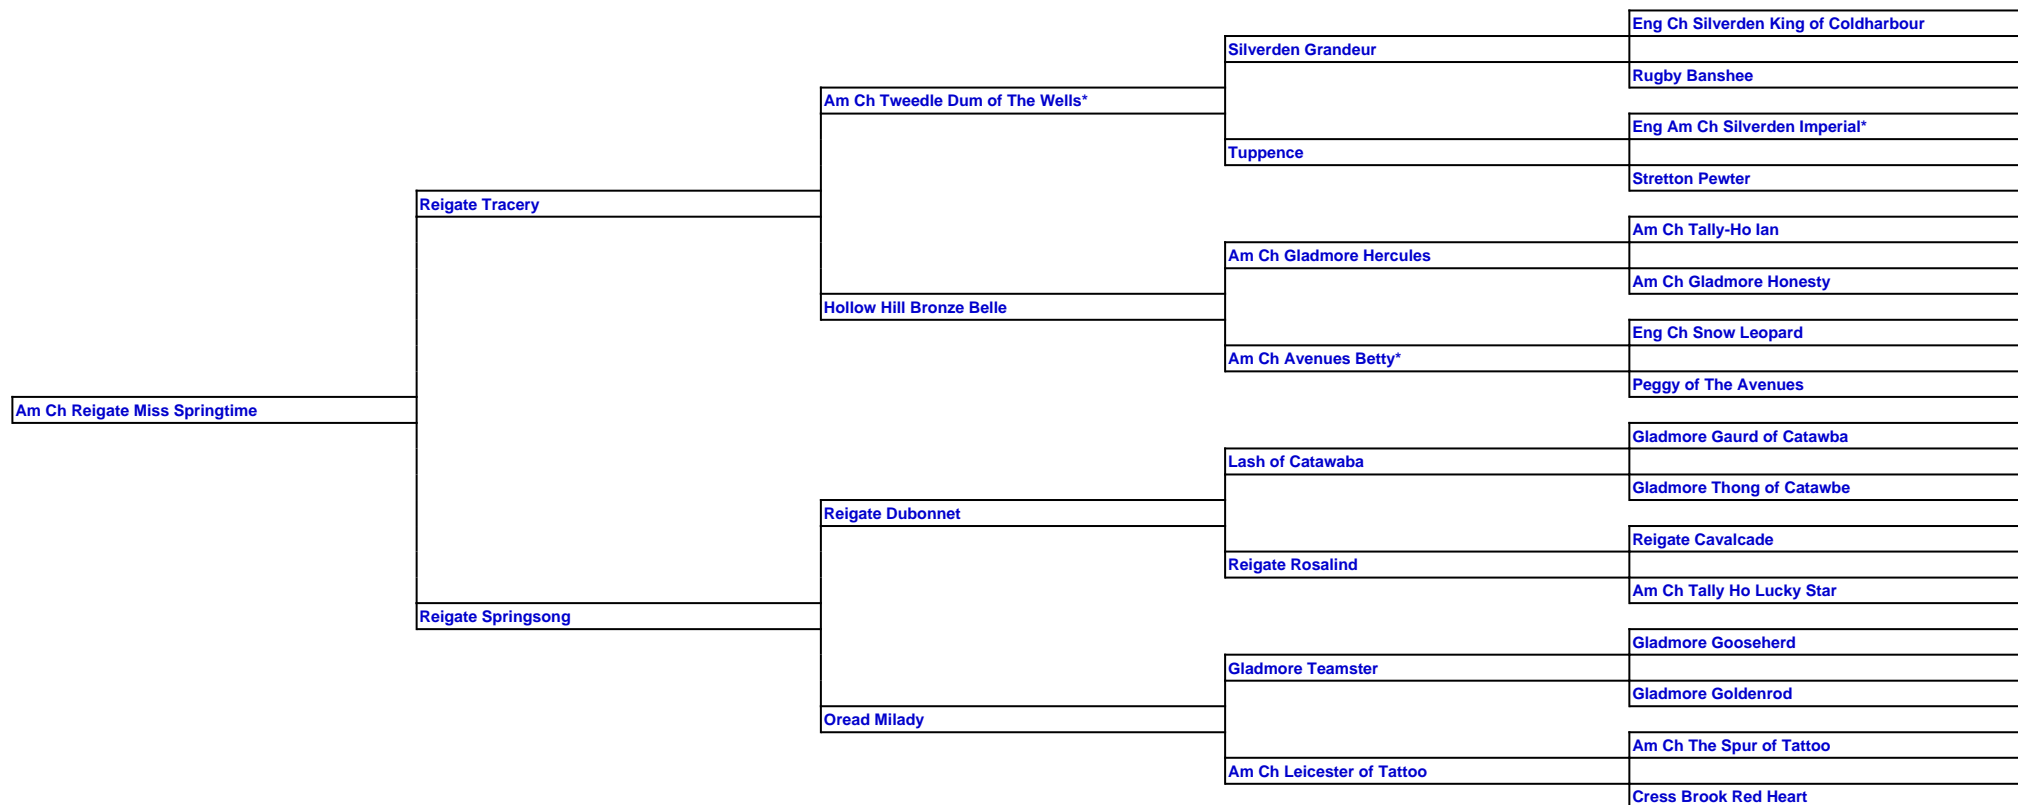 Eng Ch Silverden King of Coldharbour
Silverden Grandeur
Rugby Banshee
Am Ch Tweedle Dum of The Wells*
Eng Am Ch Silverden Imperial*
Tuppence
Stretton Pewter
Reigate Tracery
Am Ch Tally-Ho Ian
Am Ch Gladmore Hercules
Am Ch Gladmore Honesty
Hollow Hill Bronze Belle
Eng Ch Snow Leopard
Am Ch Avenues Betty*
Peggy of The Avenues
Am Ch Reigate Miss Springtime
Gladmore Gaurd of Catawba
Lash of Catawaba
Gladmore Thong of Catawbe
Reigate Dubonnet
Reigate Cavalcade
Reigate Rosalind
Am Ch Tally Ho Lucky Star
Reigate Springsong
Gladmore Gooseherd
Gladmore Teamster
Gladmore Goldenrod
Oread Milady
Am Ch The Spur of Tattoo
Am Ch Leicester of Tattoo
Cress Brook Red Heart